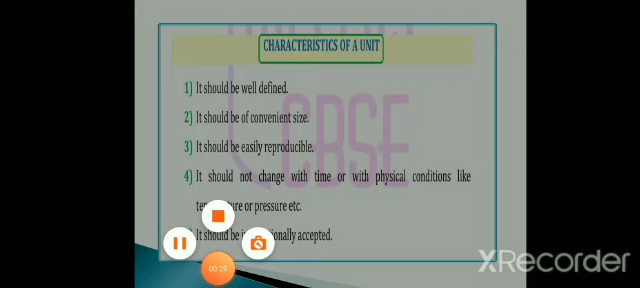 CHARACTERISTICS OF A UNIT
1) It should be well defined.
2) It should be of convenient size.
3) It should be easily reproducible.
4) It should not change with time or with physical conditions like
or pressure etc.
It should be accepted.
CBSE
00:29
XRecorder